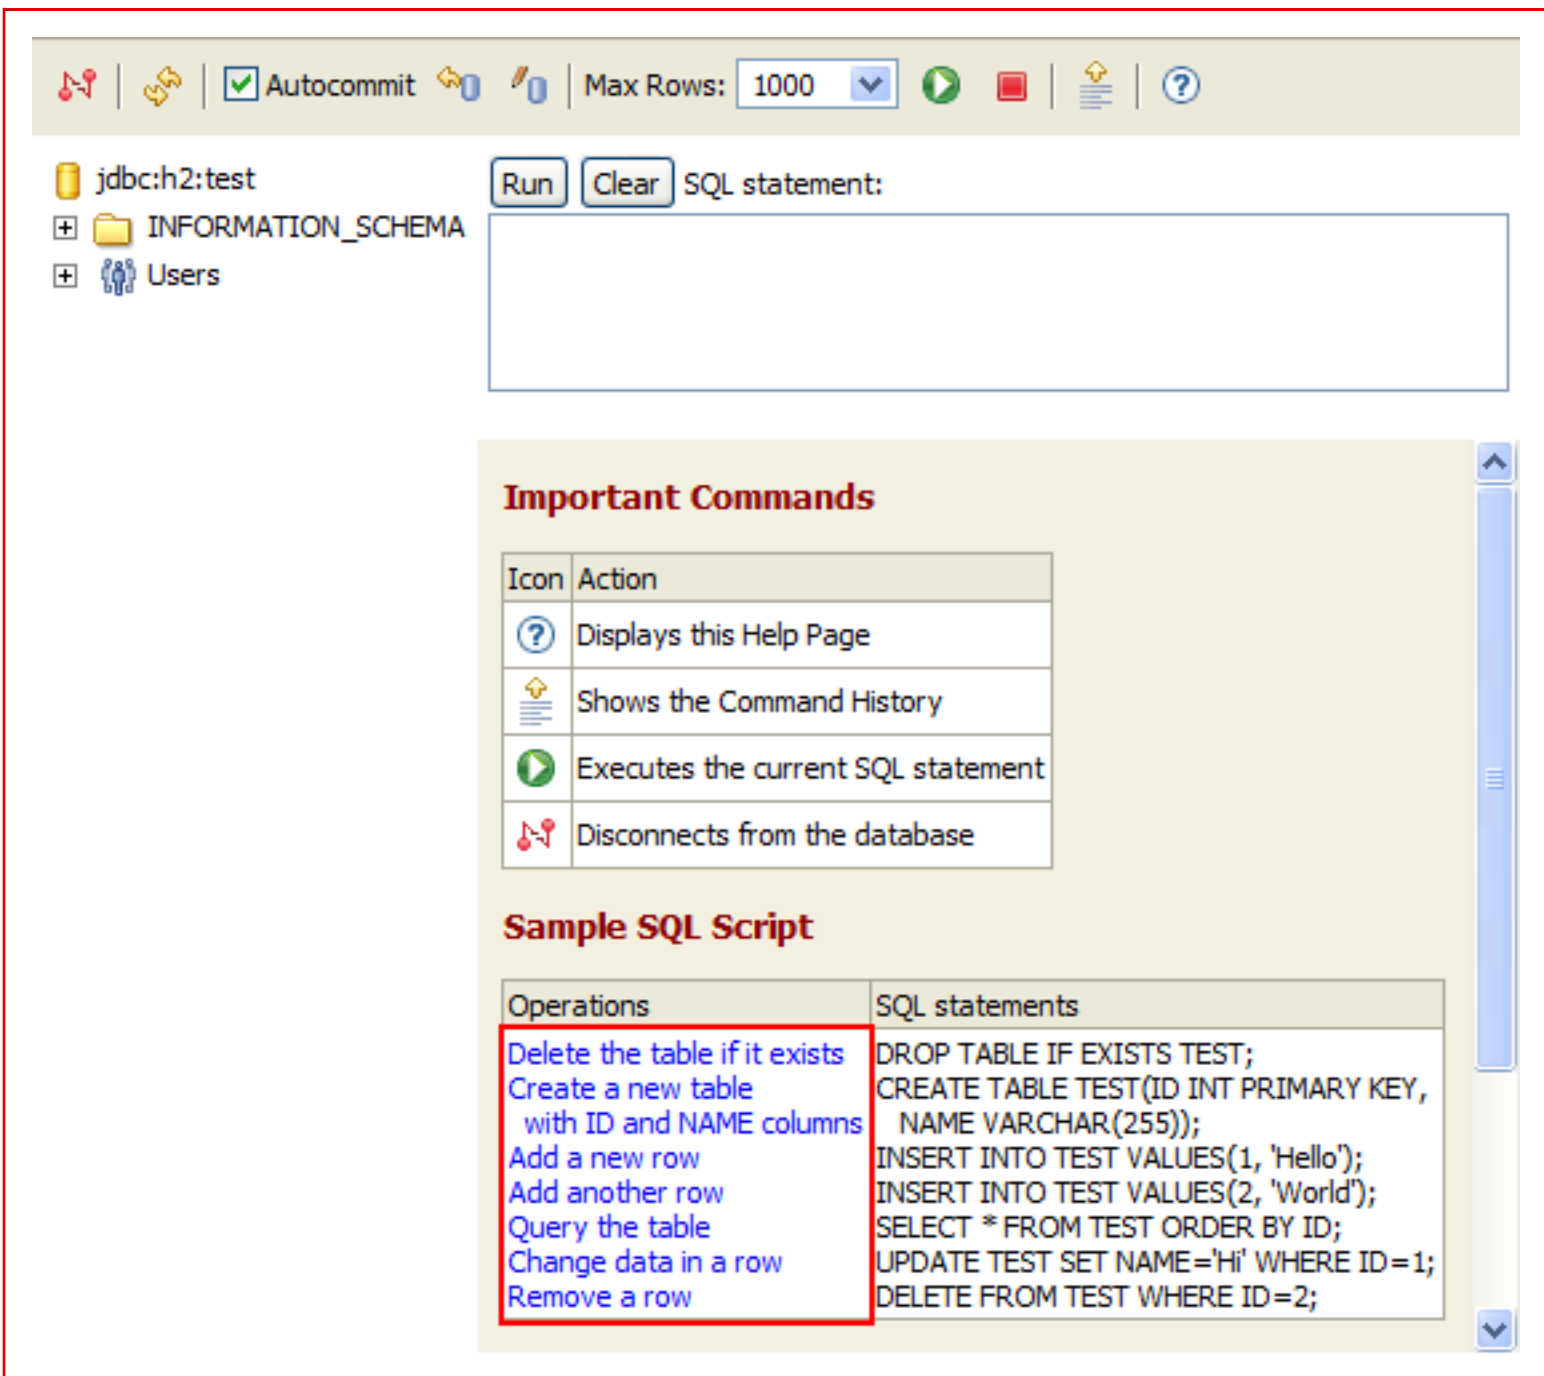 Autocommit Max Rows: 1000
jdbc:h2:test
INFORMATION_SCHEMA
Users
Run Clear SQL statement:
Important Commands
Icon Action
Displays this Help Page
Shows the Command History
Executes the current SQL statement
Disconnects from the database
Sample SQL Script
Operations SQL statements
Delete the table if it exists DROP TABLE IF EXISTS TEST;
Create a new table CREATE TABLE TEST(ID INT PRIMARY KEY,
with ID and NAME columns NAME VARCHAR(255));
Add a new row INSERT INTO TEST VALUES(1, 'Hello');
Add another row INSERT INTO TEST VALUES(2, 'World');
Query the table SELECT * FROM TEST ORDER BY ID;
Change data in a row UPDATE TEST SET NAME='Hi' WHERE ID=1;
Remove a row DELETE FROM TEST WHERE ID=2;